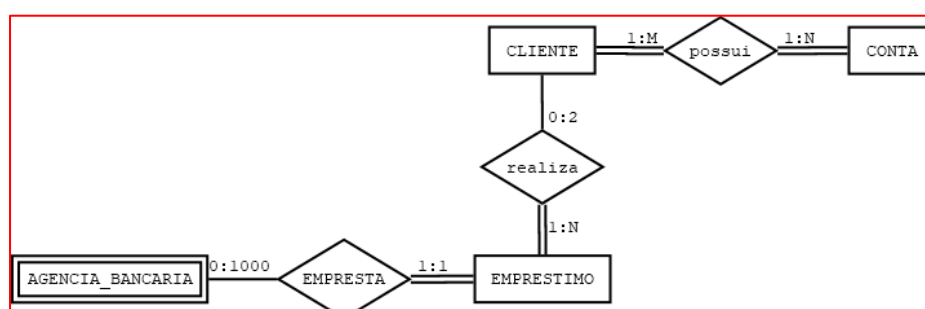 CLIENTE 1:M possui 1:N CONTA
0:2
realiza
1:N
AGENCIA_BANCARIA 0:1000 EMPRESTA 1:1 EMPRESTIMO